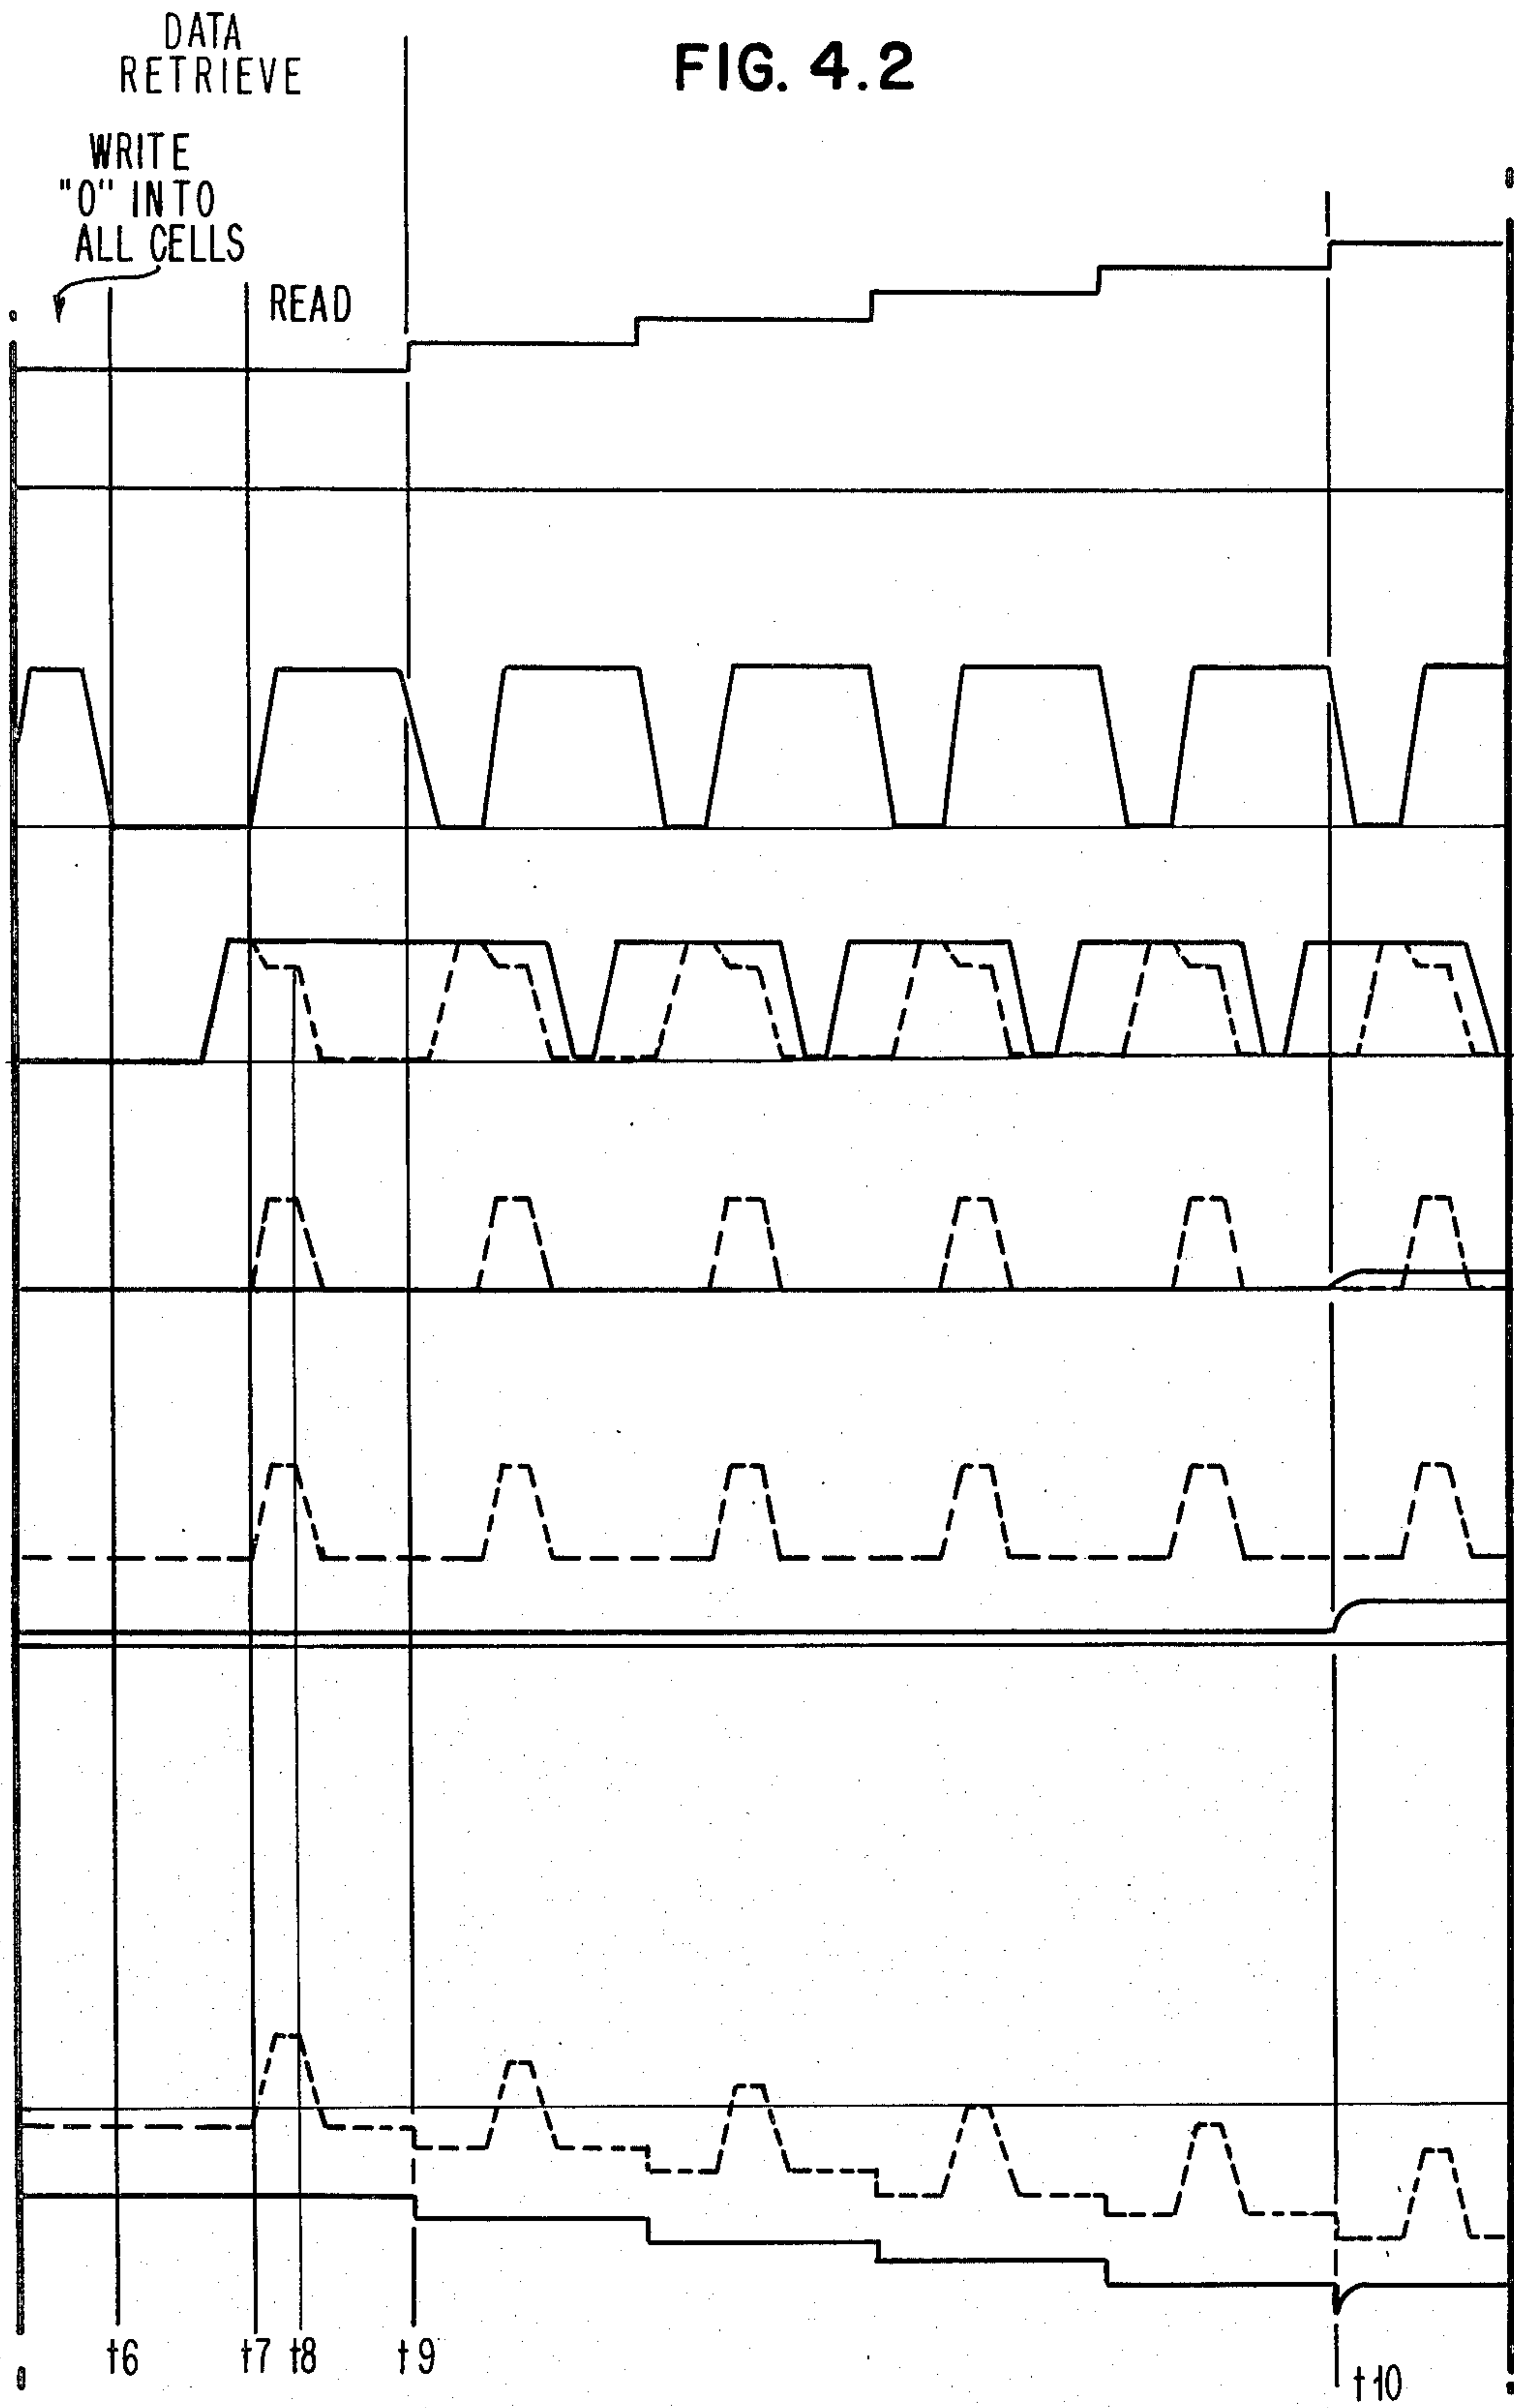 DATA
RETRIEVE
FIG. 4.2
WRITE
"0" INTO
ALL CELLS
READ
t6
t7
t8
t9
t10